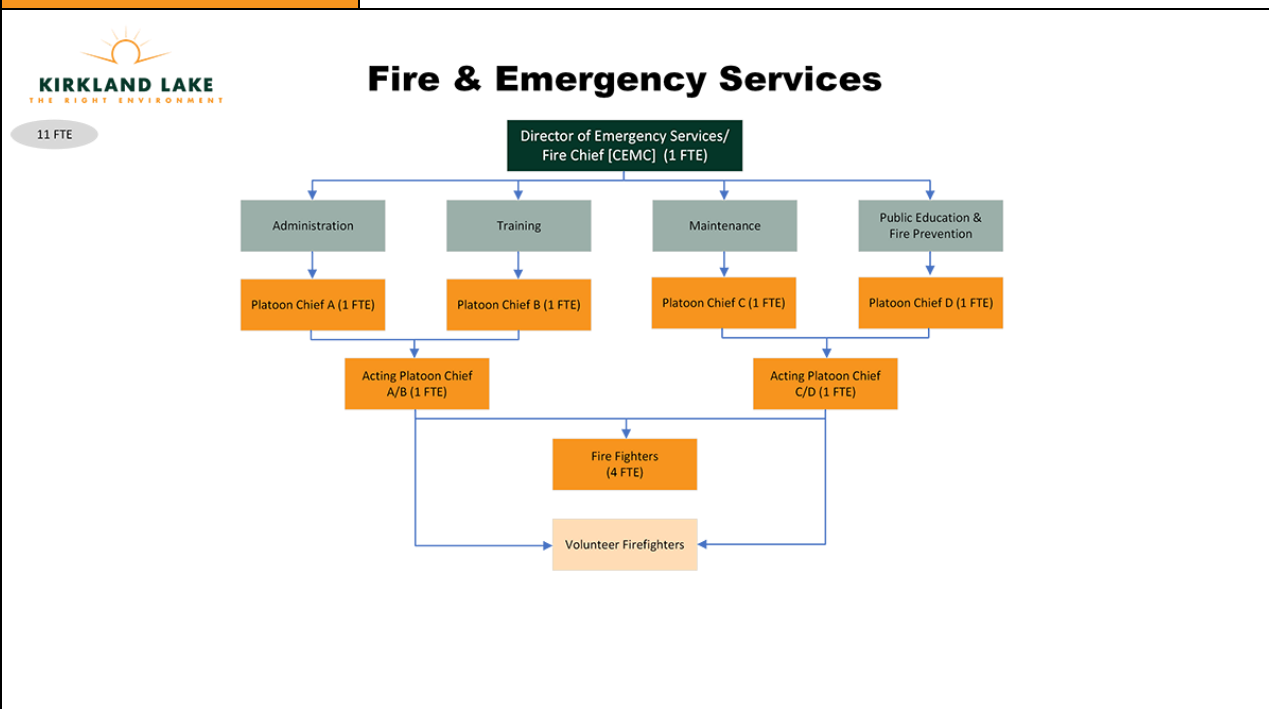 KIRKLAND LAKE
THE RIGHT ENVIRONMENT
Fire & Emergency Services
11 FTE
Director of Emergency Services/
Fire Chief [CEMC]  (1 FTE)
Administration
Training
Maintenance
Public Education &
Fire Prevention
Platoon Chief A (1 FTE)
Platoon Chief B (1 FTE)
Platoon Chief C (1 FTE)
Platoon Chief D (1 FTE)
Acting Platoon Chief
A/B (1 FTE)
Acting Platoon Chief
C/D (1 FTE)
Fire Fighters
(4 FTE)
Volunteer Firefighters